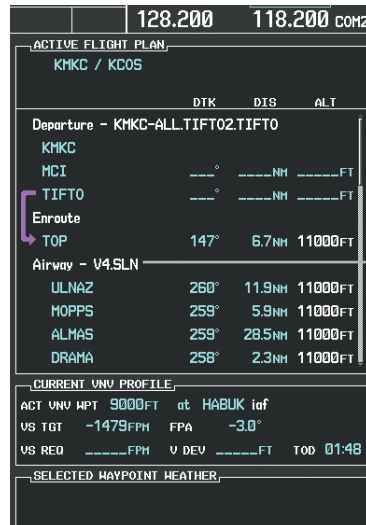 128.200 118.200 COM2
ACTIVE FLIGHT PLAN
KMKC / KCOS
DTK DIS ALT
Departure – KMKC-ALL.TIFTO2.TIFTO
KMKC
MCI ___° ____NM _____FT
TIFTO ___° ____NM _____FT
Enroute
TOP 147° 6.7NM 11000FT
Airway – V4.SLN
ULNAZ 260° 11.9NM 11000FT
MOPPS 259° 5.9NM 11000FT
ALMAS 259° 28.5NM 11000FT
DRAMA 258° 2.3NM 11000FT
CURRENT VNV PROFILE
ACT VNV WPT 9000FT at HABUK iaf
VS TGT -1479FPM FPA -3.0°
VS REQ _____FPM V DEV _____FT TOD 01:48
SELECTED WAYPOINT WEATHER